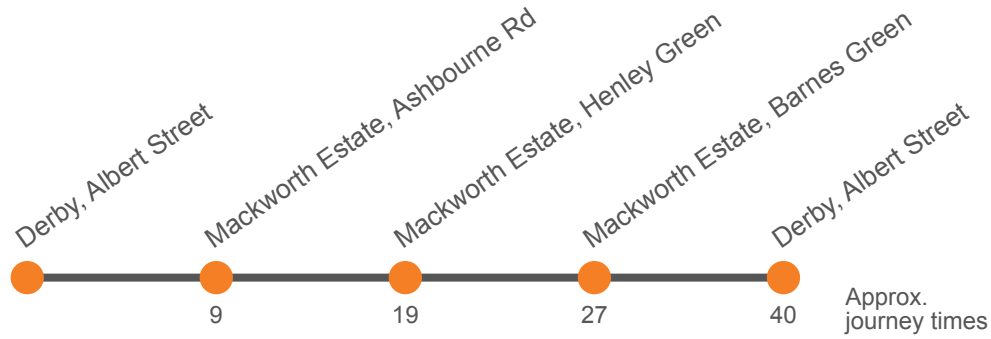 Derby, Albert Street
Mackworth Estate, Ashbourne Rd
Mackworth Estate, Henley Green
Mackworth Estate, Barnes Green
Derby, Albert Street
9
19
27
40
Approx.
journey times